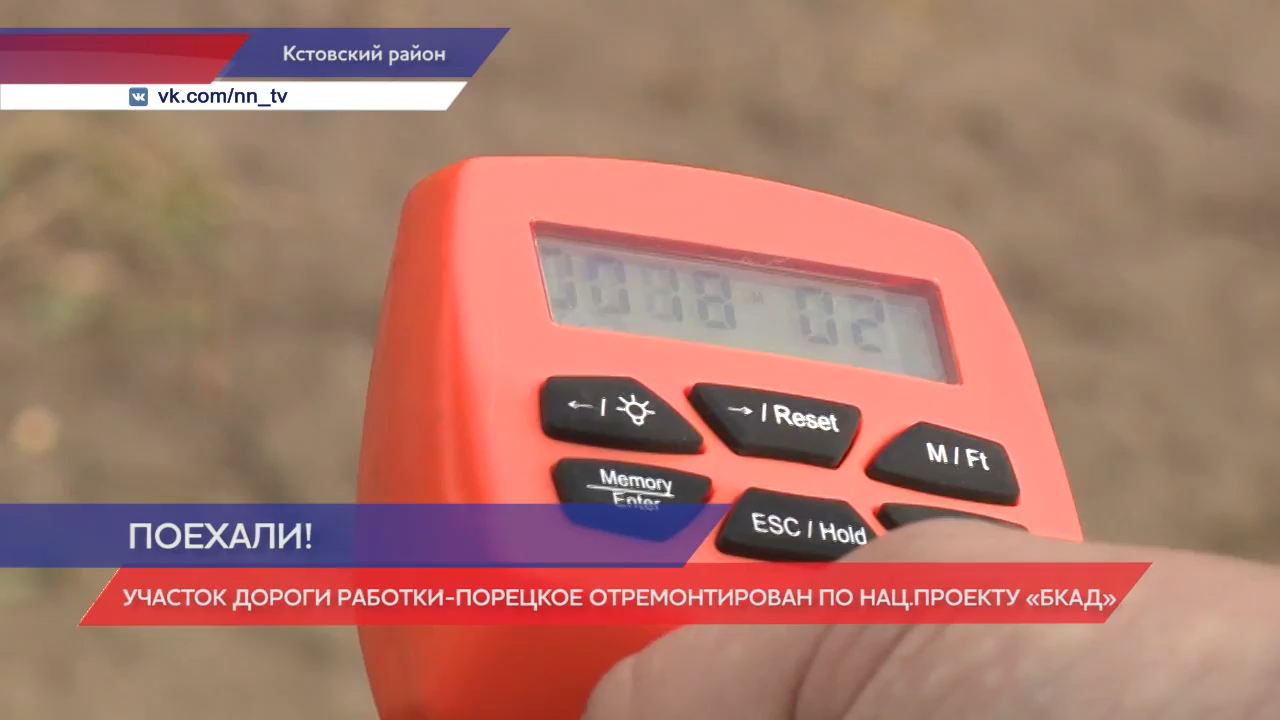 Кстовский район
vk.com/nn_tv
M 02
← / / Reset
M / Ft
Memory
Enter
ESC / Hold
ПОЕХАЛИ!
УЧАСТОК ДОРОГИ РАБОТКИ-ПОРЕЦКОЕ ОТРЕМОНТИРОВАН ПО НАЦ.ПРОЕКТУ «БКАД»